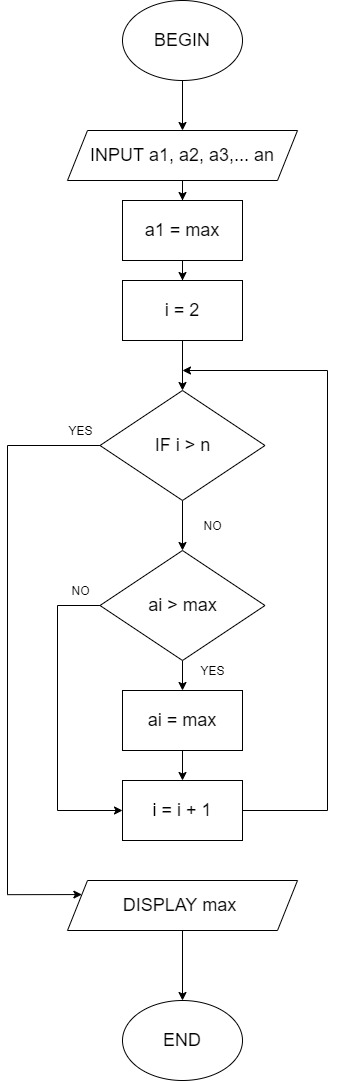 BEGIN
INPUT a1, a2, a3,... an
a1 = max
i = 2
YES
IF i > n
NO
NO
ai > max
YES
ai = max
i = i + 1
DISPLAY max
END